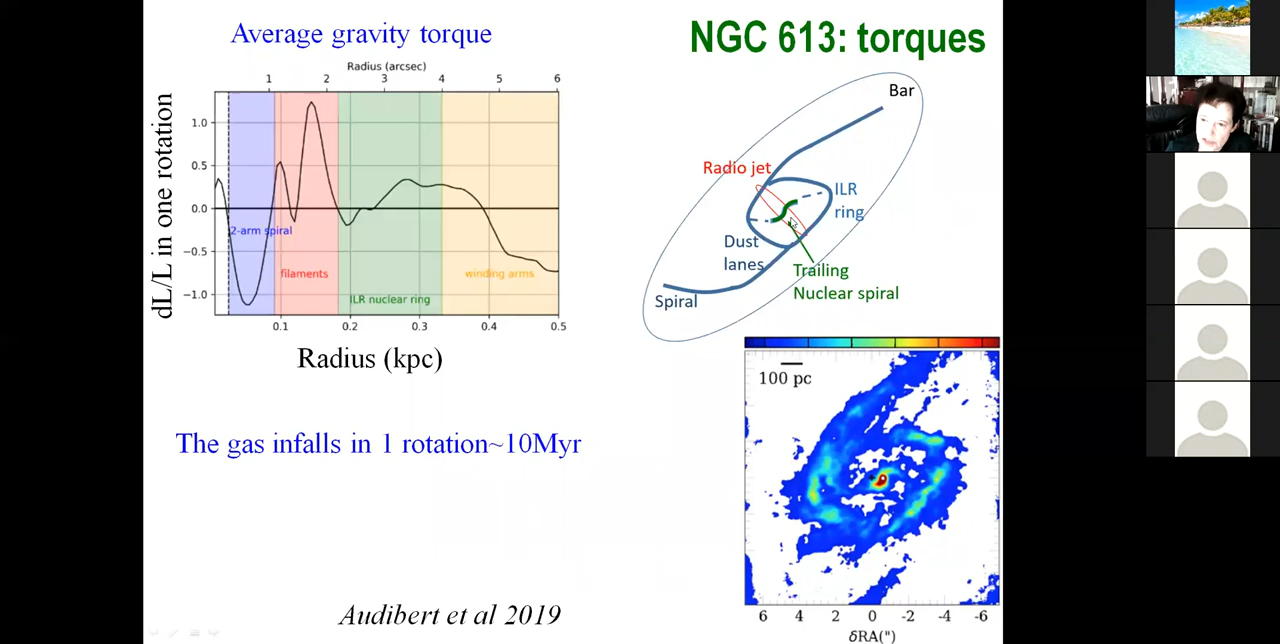 Average gravity torque
NGC 613: torques
Radius (arcsec)
1 2 3 4 5 6
dL/L in one rotation
1.0
0.5
0.0
−0.5
−1.0
2-arm spiral
filaments
ILR nuclear ring
winding arms
0.1 0.2 0.3 0.4 0.5
Radius (kpc)
Bar
Radio jet
ILR
ring
Dust
lanes
Trailing
Nuclear spiral
Spiral
100 pc
6 4 2 0 -2 -4 -6
δRA(")
The gas infalls in 1 rotation~10Myr
Audibert et al 2019